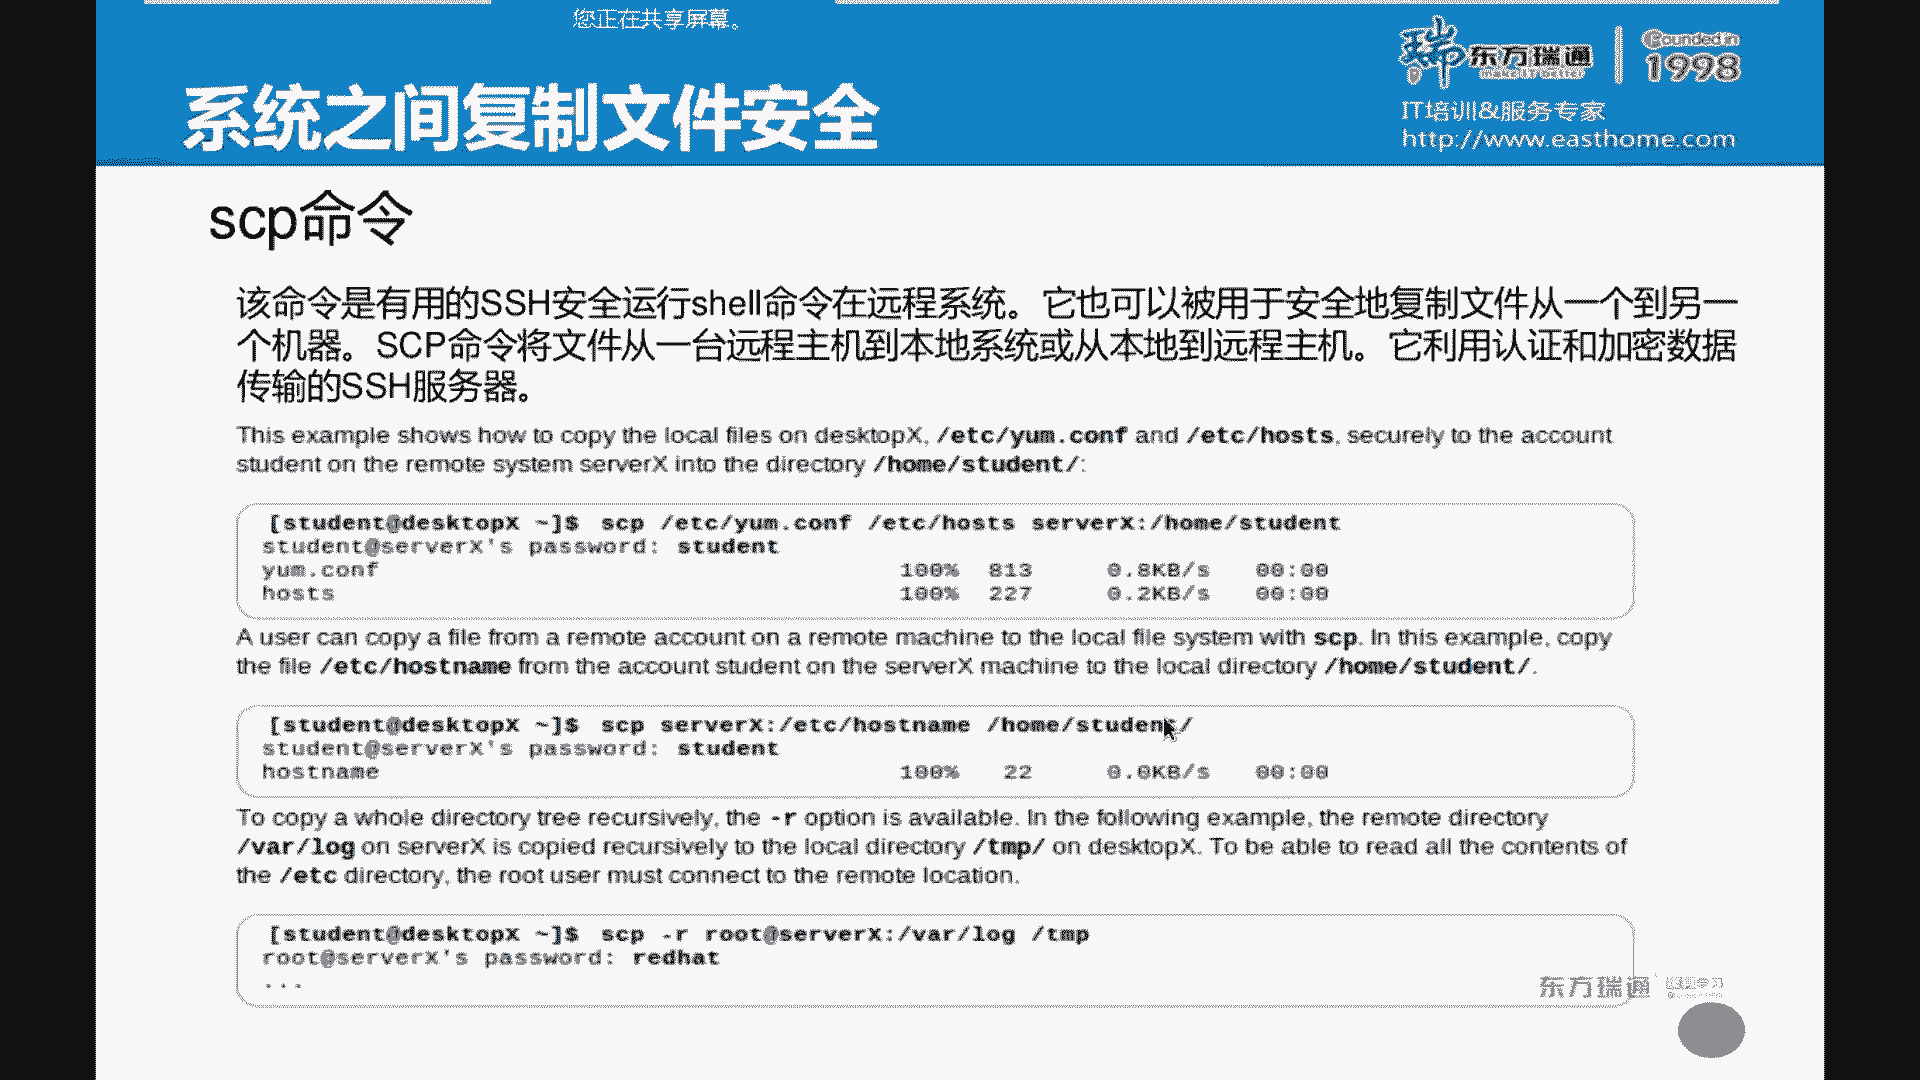 您正在共享屏幕。
瑞 东方瑞通
Make IT Better
Founded in
1998
IT培训&服务专家
http://www.easthome.com
系统之间复制文件安全
scp命令
该命令是有用的SSH安全运行shell命令在远程系统。它也可以被用于安全地复制文件从一个到另一
个机器。SCP命令将文件从一台远程主机到本地系统或从本地到远程主机。它利用认证和加密数据
传输的SSH服务器。
This example shows how to copy the local files on desktopX, /etc/yum.conf and /etc/hosts, securely to the account
student on the remote system serverX into the directory /home/student/:
[student@desktopX ~]$ scp /etc/yum.conf /etc/hosts serverX:/home/student
student@serverX's password: student
yum.conf 100% 813 0.8KB/s 00:00
hosts 100% 227 0.2KB/s 00:00
A user can copy a file from a remote account on a remote machine to the local file system with scp. In this example, copy
the file /etc/hostname from the account student on the serverX machine to the local directory /home/student/.
[student@desktopX ~]$ scp serverX:/etc/hostname /home/student/
student@serverX's password: student
hostname 100% 22 0.0KB/s 00:00
To copy a whole directory tree recursively, the -r option is available. In the following example, the remote directory
/var/log on serverX is copied recursively to the local directory /tmp/ on desktopX. To be able to read all the contents of
the /etc directory, the root user must connect to the remote location.
[student@desktopX ~]$ scp -r root@serverX:/var/log /tmp
root@serverX's password: redhat
...
东方瑞通